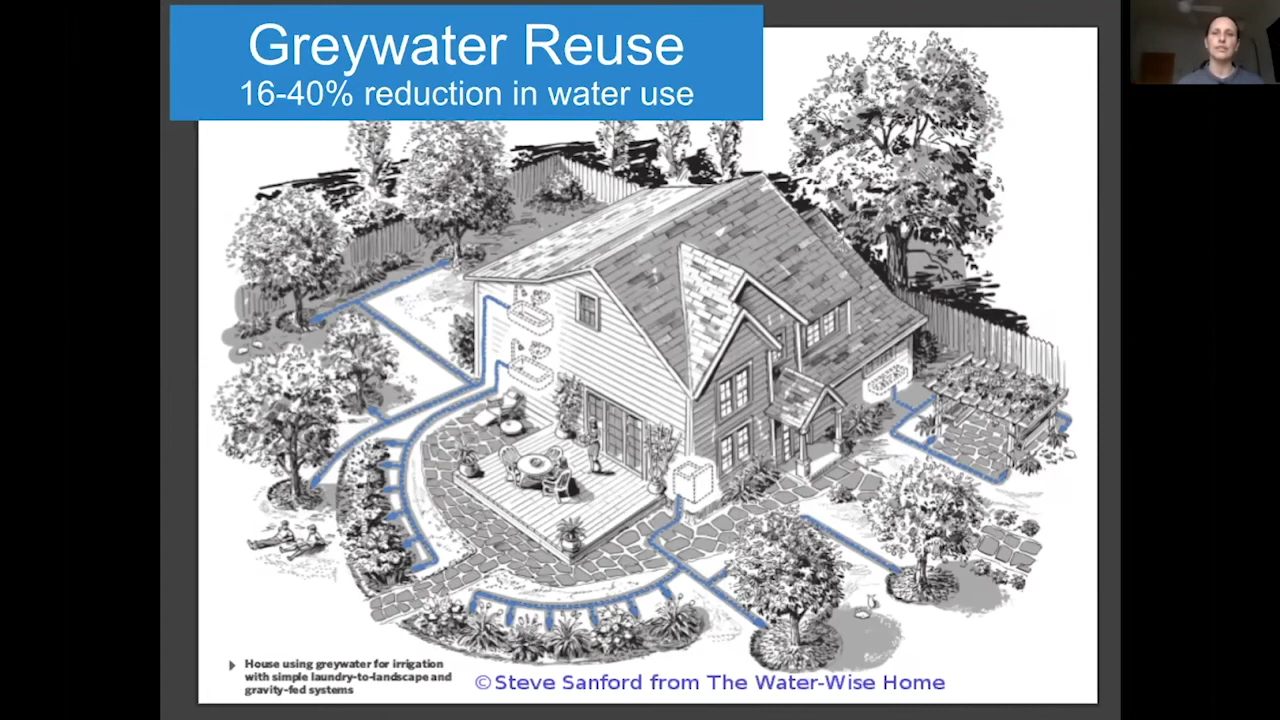 Greywater Reuse
16-40% reduction in water use
House using greywater for irrigation
with simple laundry-to-landscape and
gravity-fed systems
©Steve Sanford from The Water-Wise Home